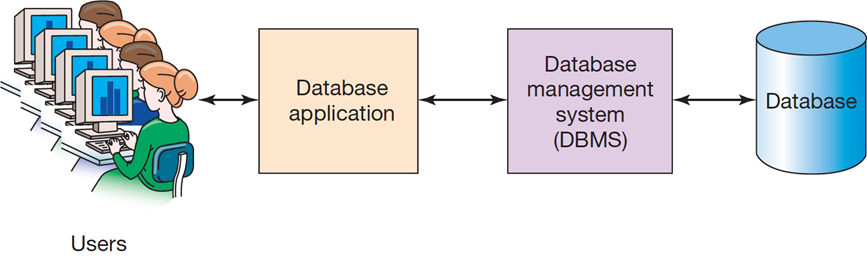 Database
application
Database
management
system
(DBMS)
Database
Users